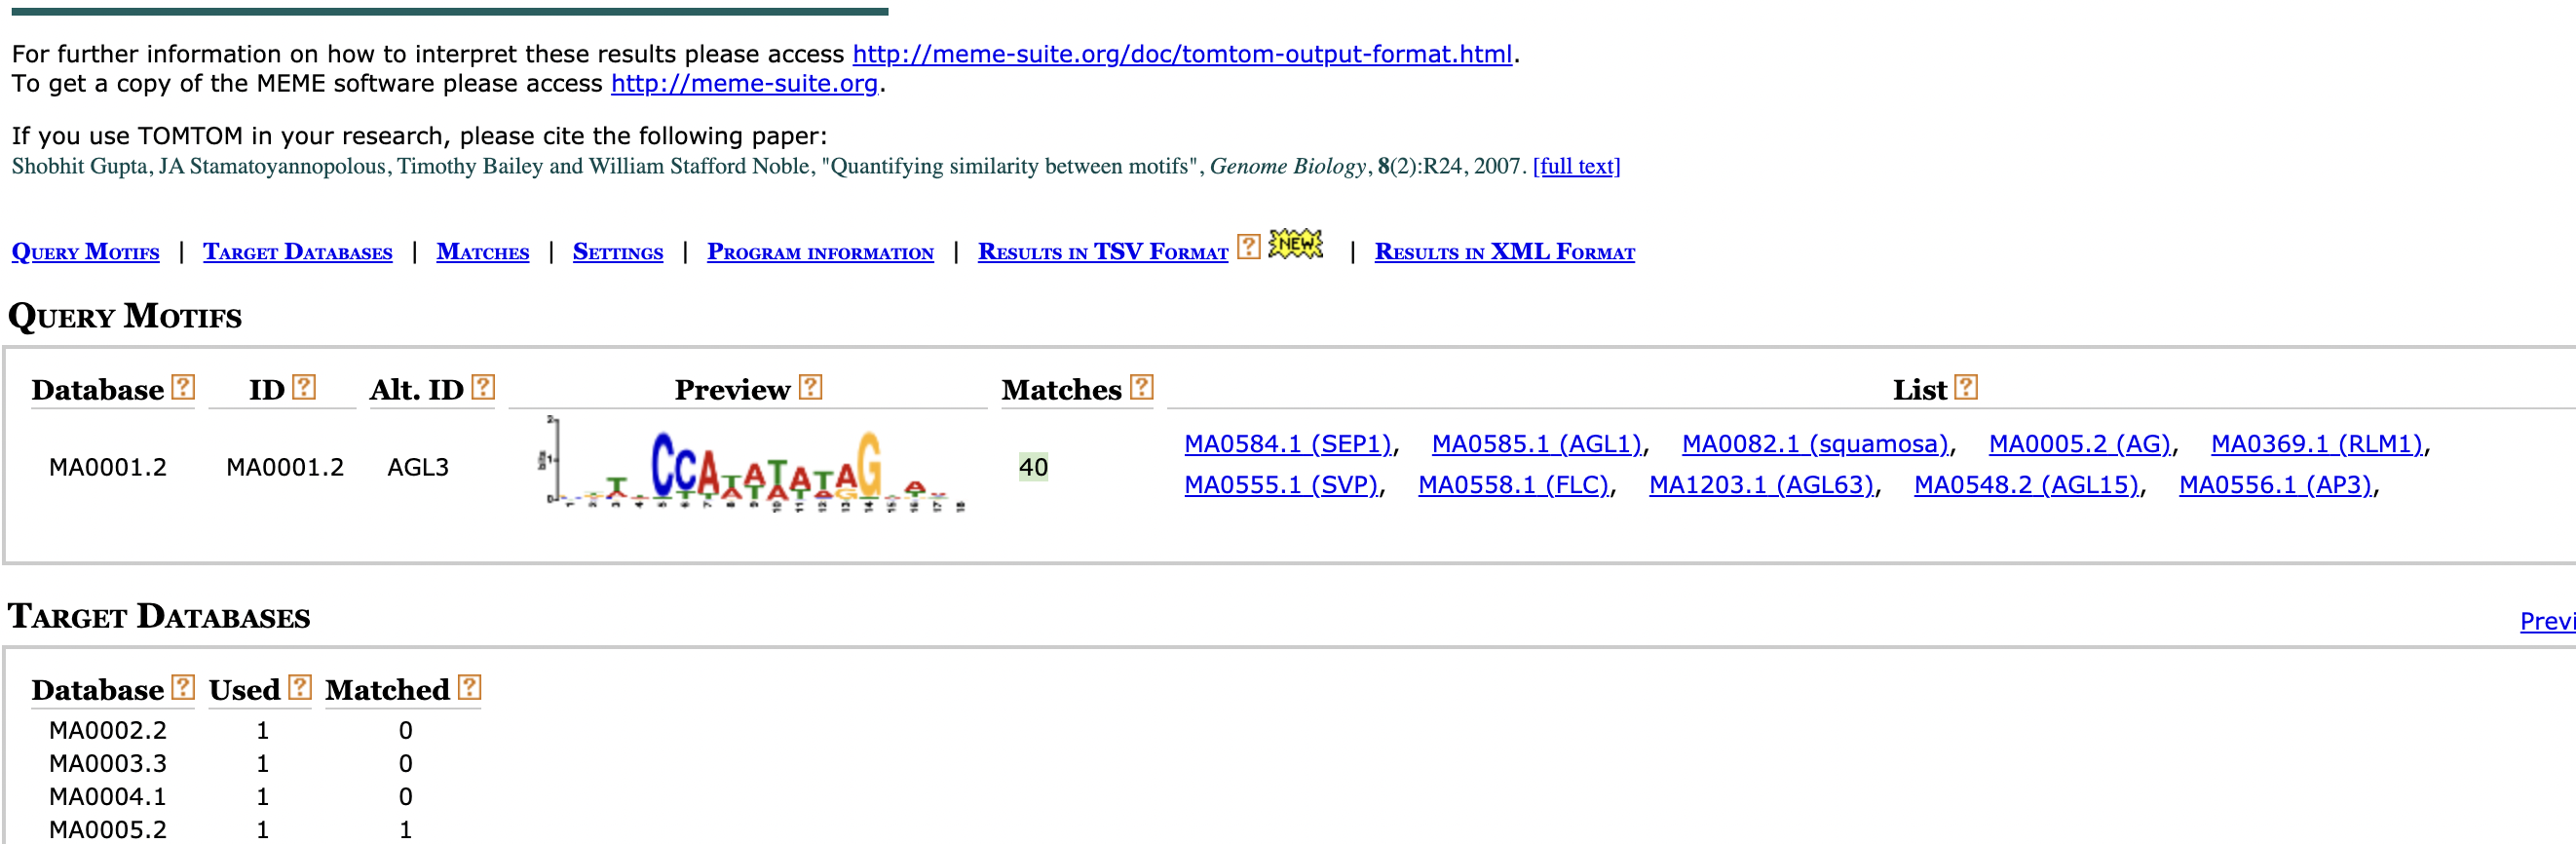 For further information on how to interpret these results please access http://meme-suite.org/doc/tomtom-output-format.html.
To get a copy of the MEME software please access http://meme-suite.org.
If you use TOMTOM in your research, please cite the following paper:
Shobhit Gupta, JA Stamatoyannopolous, Timothy Bailey and William Stafford Noble, "Quantifying similarity between motifs", Genome Biology, 8(2):R24, 2007. [full text]
Query Motifs | Target Databases | Matches | Settings | Program information | Results in TSV Format ? NEW | Results in XML Format
Query Motifs
Database ? ID ? Alt. ID ? Preview ? Matches ? List ?
MA0001.2 MA0001.2 AGL3 40
MA0584.1 (SEP1), MA0585.1 (AGL1), MA0082.1 (squamosa), MA0005.2 (AG), MA0369.1 (RLM1),
MA0555.1 (SVP), MA0558.1 (FLC), MA1203.1 (AGL63), MA0548.2 (AGL15), MA0556.1 (AP3),
Target Databases
Previ
Database ? Used ? Matched ?
MA0002.2 1 0
MA0003.3 1 0
MA0004.1 1 0
MA0005.2 1 1